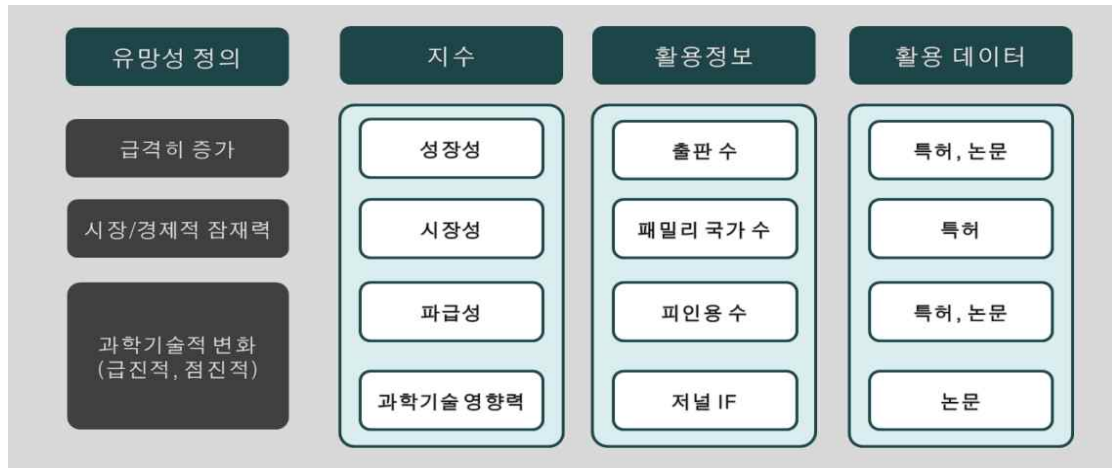 유망성 정의
지수
활용정보
활용 데이터
급격히 증가
성장성
출판 수
특허, 논문
시장/경제적 잠재력
시장성
패밀리 국가 수
특허
과학기술적 변화
(급진적, 점진적)
파급성
피인용 수
특허, 논문
과학기술 영향력
저널 IF
논문